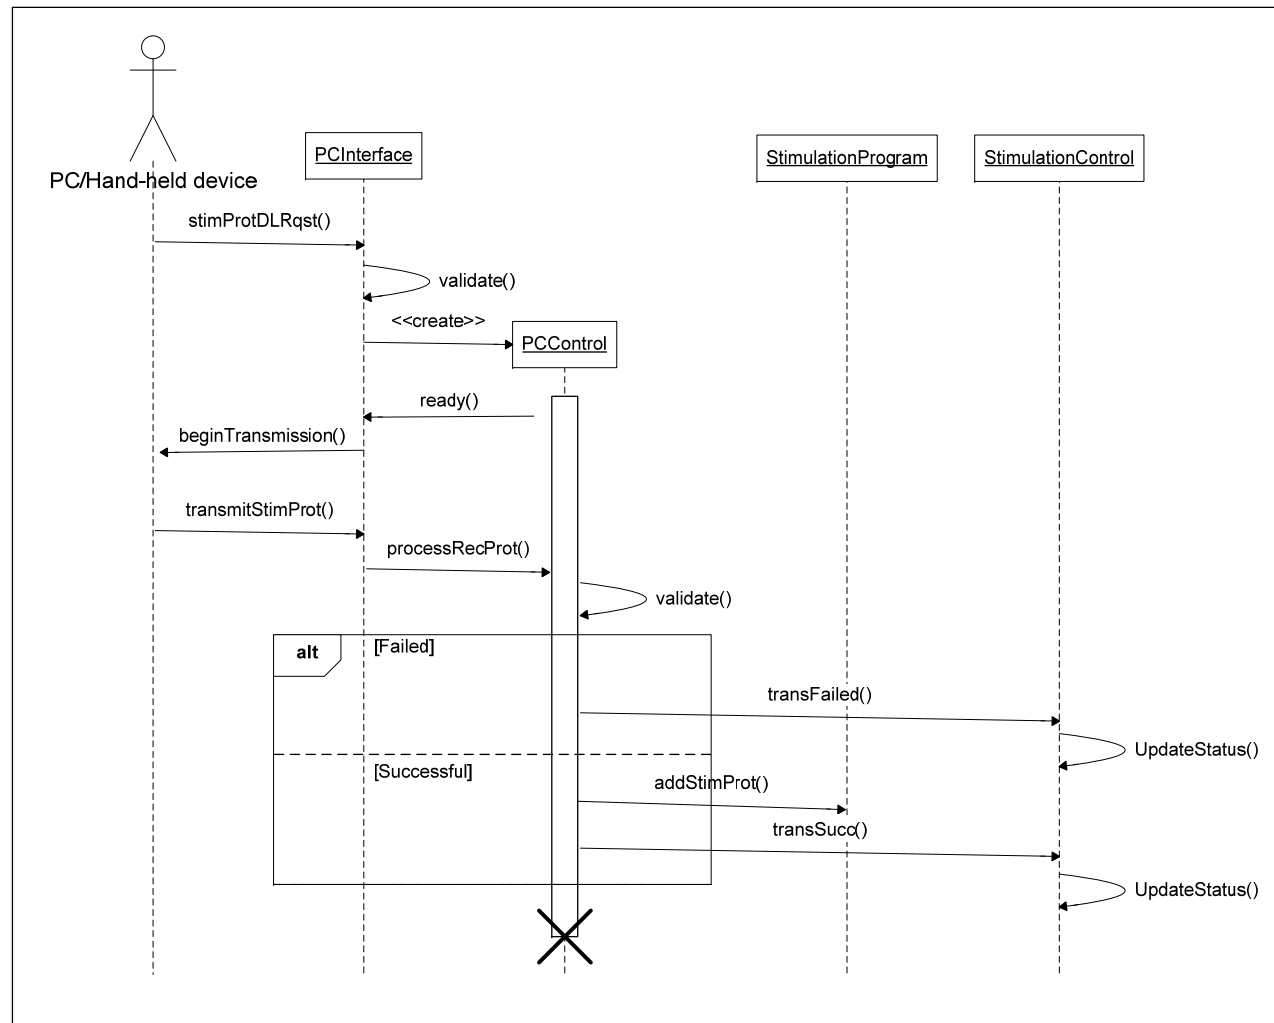 PC/Hand-held device
PCInterface
StimulationProgram
StimulationControl
stimProtDLRqst()
validate()
<<create>>
PCControl
ready()
beginTransmission()
transmitStimProt()
processRecProt()
validate()
alt
[Failed]
transFailed()
UpdateStatus()
[Successful]
addStimProt()
transSucc()
UpdateStatus()